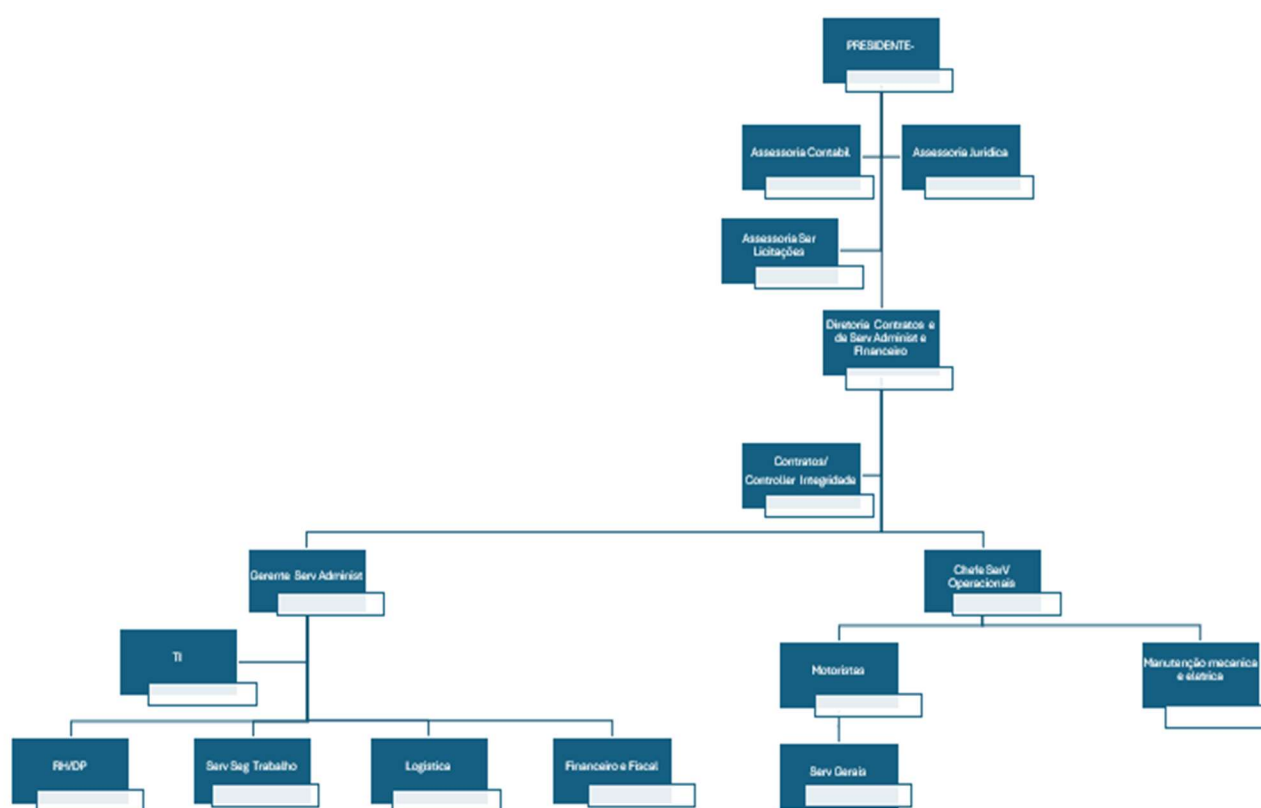 PRESIDENTE-
Assessoria Contabil
Assessoria Juridica
Assessoria Ser
Licitações
Diretoria Contratos e
de Serv Administ e
Financeiro
Contratos/
Controller Integridade
Gerente Serv Administ
Chefe SerV
Operacionais
TI
Motoristas
Manutenção mecanica
e eletrica
RH/DP
Serv Seg Trabalho
Logistica
Financeiro e Fiscal
Serv Gerais